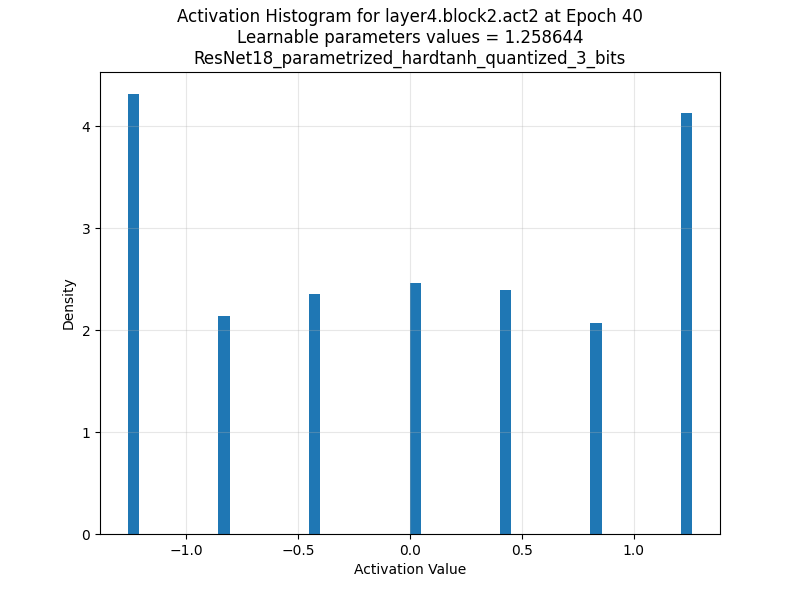 Activation Histogram for layer4.block2.act2 at Epoch 40
Learnable parameters values = 1.258644
ResNet18_parametrized_hardtanh_quantized_3_bits
Density
4
3
2
1
0
−1.0 −0.5 0.0 0.5 1.0
Activation Value